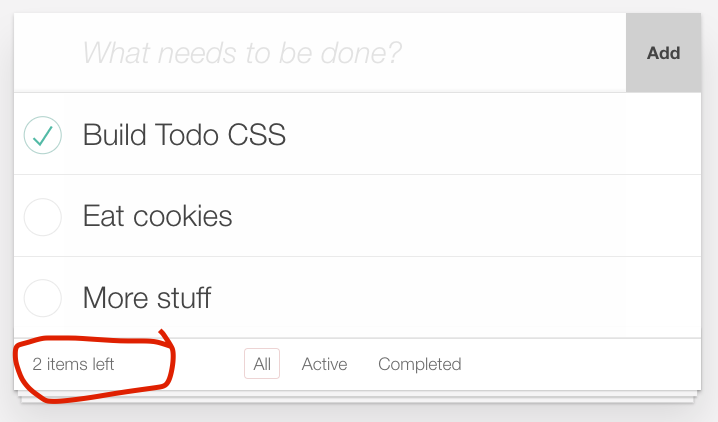 What needs to be done? Add
Build Todo CSS
Eat cookies
More stuff
2 items left All Active Completed